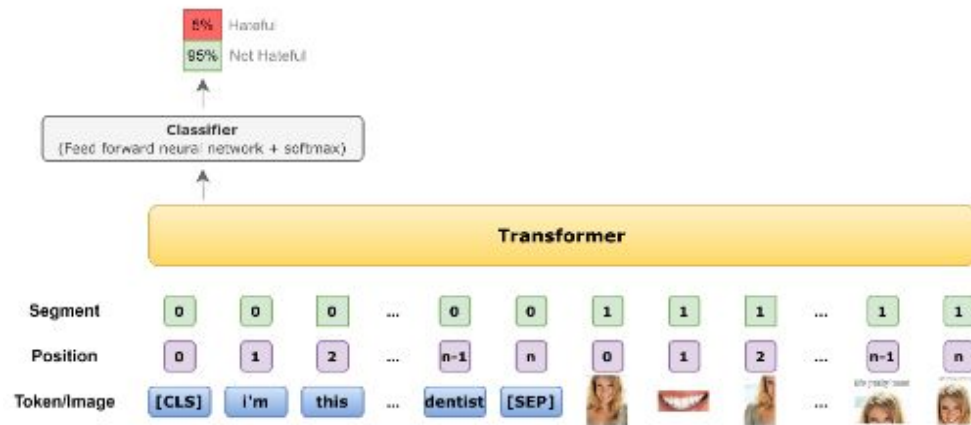 5% Hateful
95% Not Hateful
Classifier
(Feed forward neural network + softmax)
Transformer
Segment 0 0 0 ... 0 0 1 1 1 ... 1 1
Position 0 1 2 ... n-1 n 0 1 2 ... n-1 n
Token/Image [CLS] i'm this ... dentist [SEP] ...